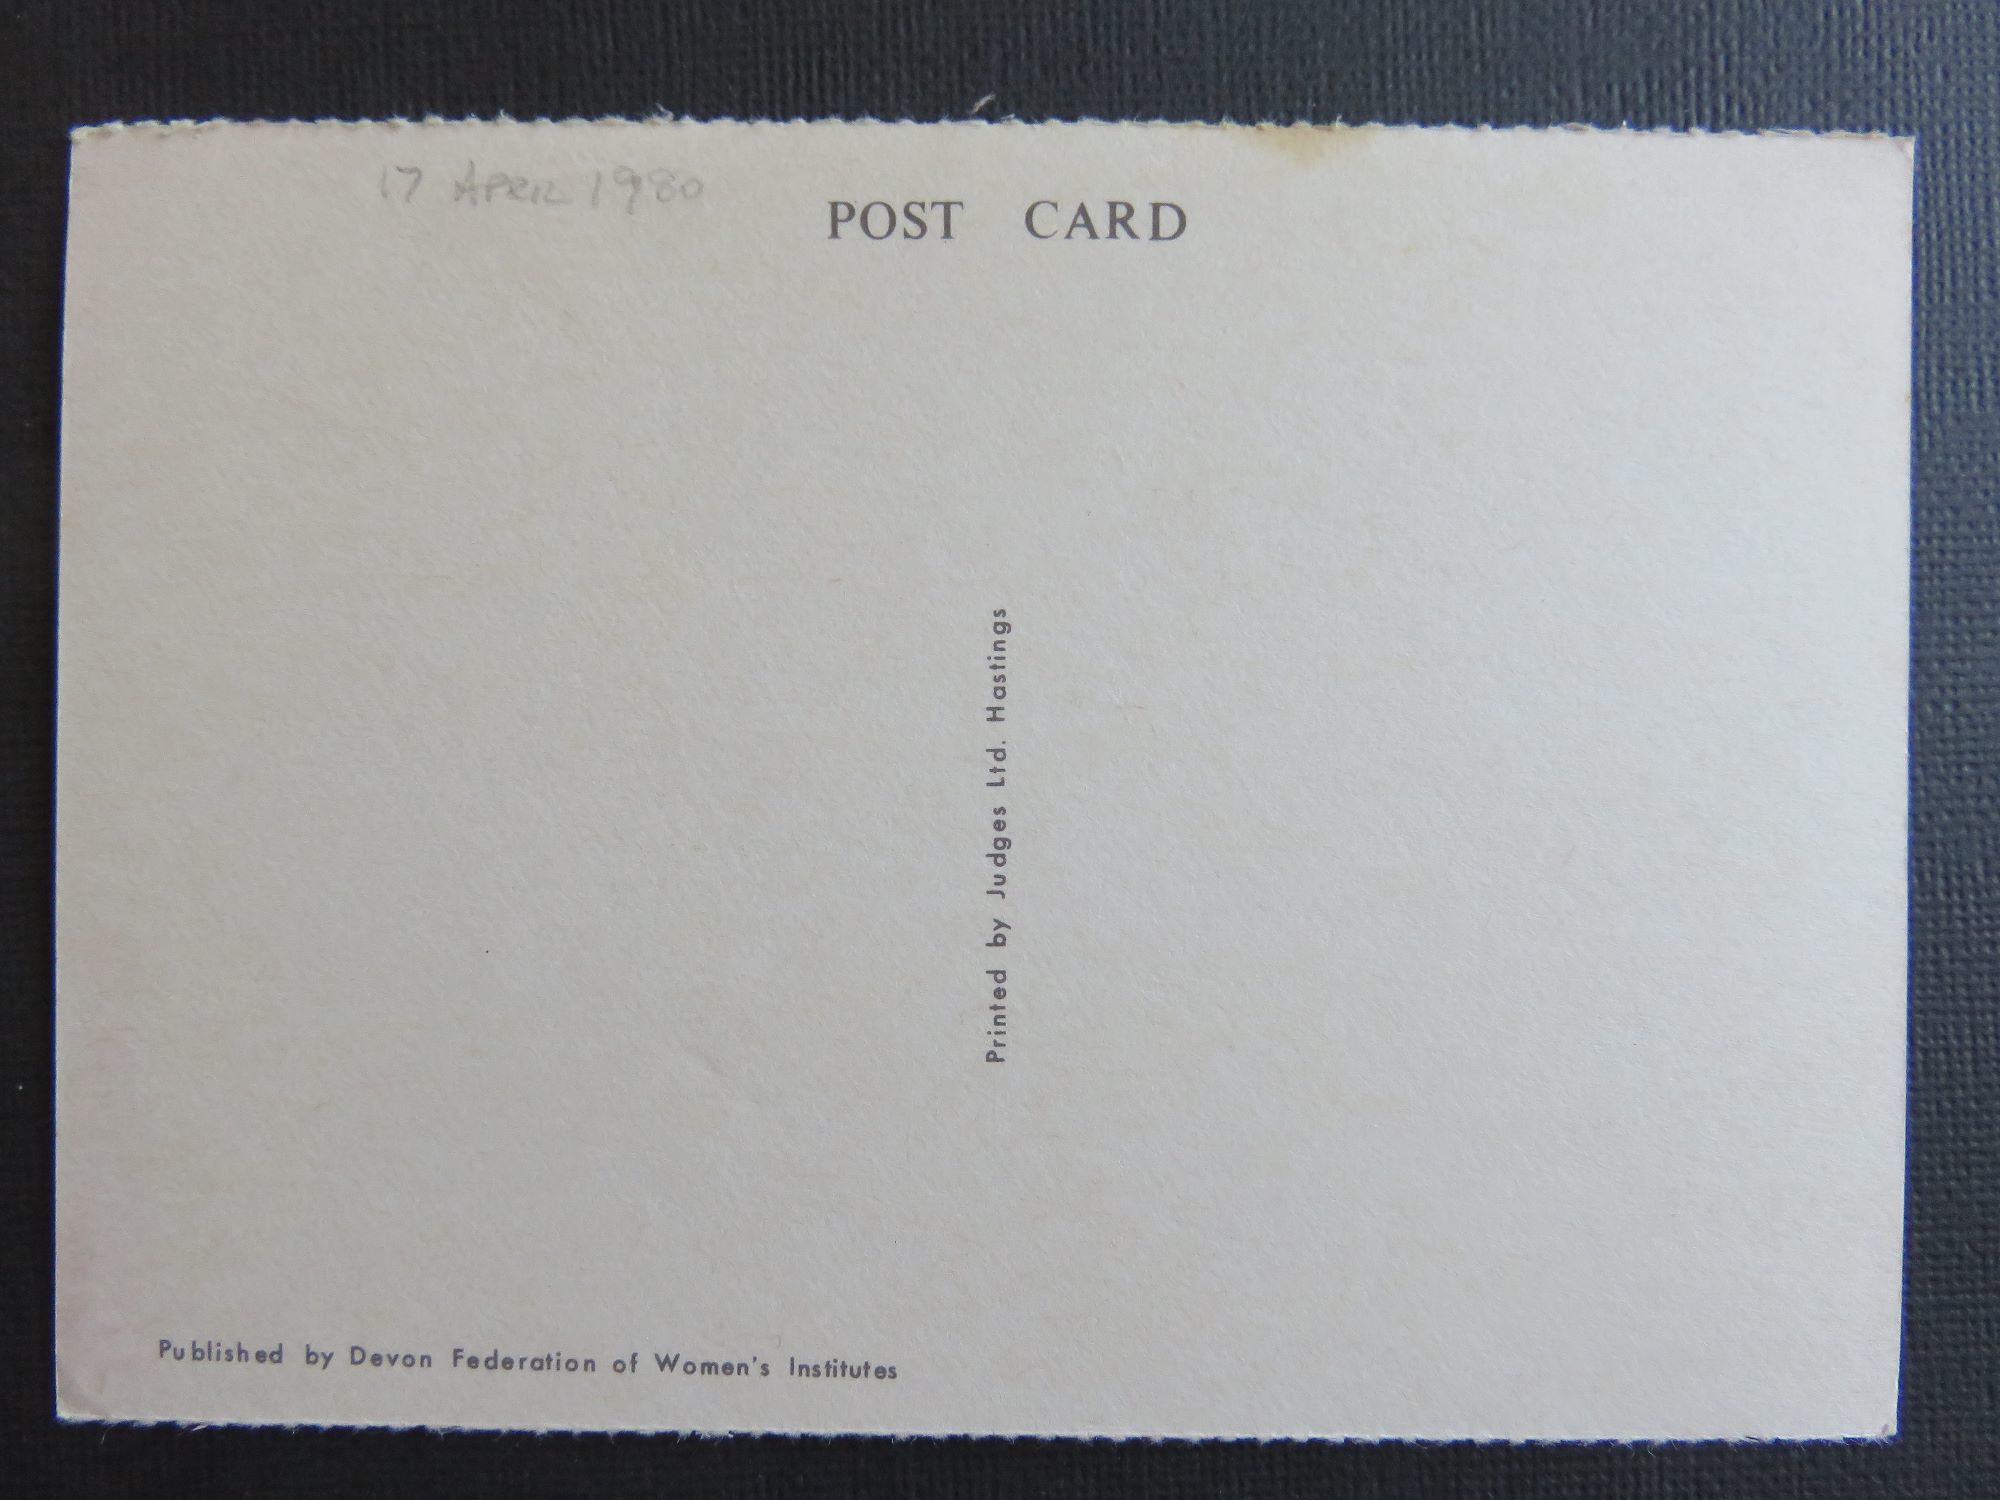 17 APRIL 1980
POST CARD
Printed by Judges Ltd. Hastings
Published by Devon Federation of Women's Institutes